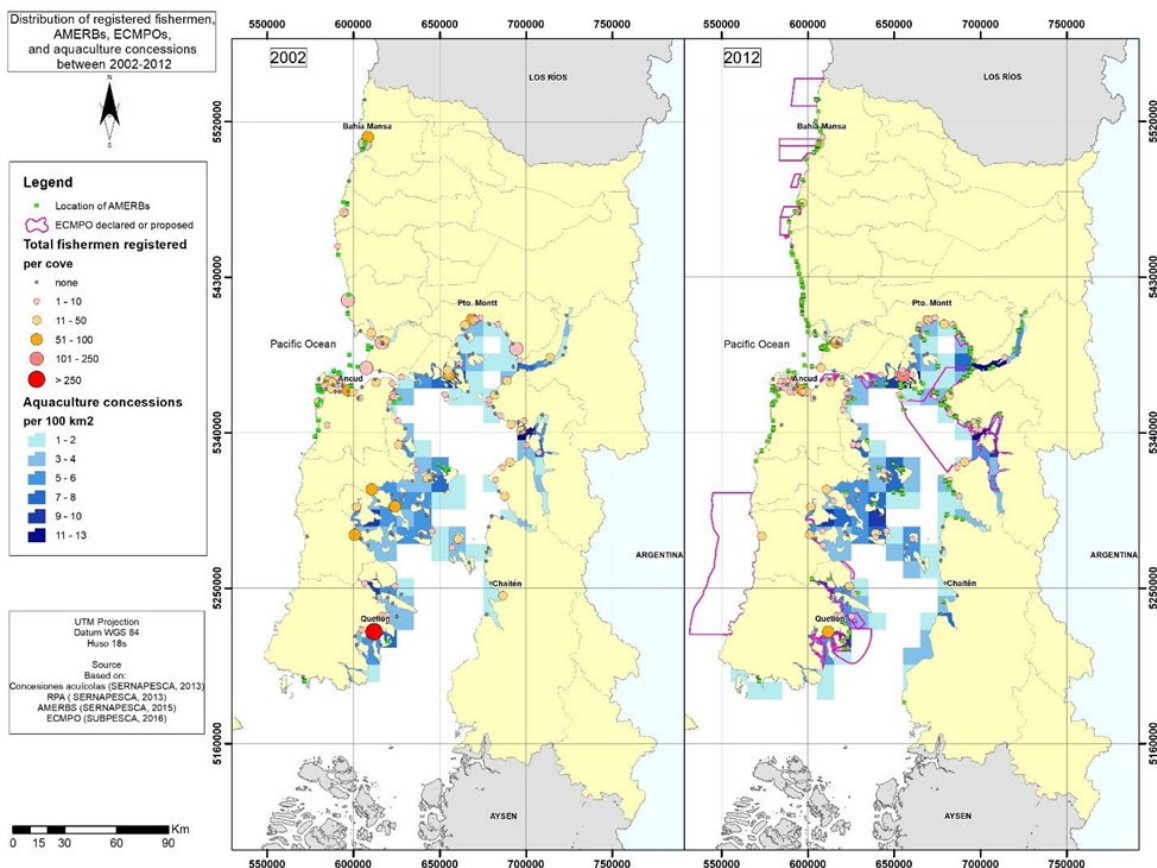 Distribution of registered fishermen,
AMERBs, ECMPOs,
and aquaculture concessions
between 2002-2012
N
S
Legend
Location of AMERBs
ECMPO declared or proposed
Total fishermen registered
per cove
none
1 - 10
11 - 50
51 - 100
101 - 250
> 250
Aquaculture concessions
per 100 km2
1 - 2
3 - 4
5 - 6
7 - 8
9 - 10
11 - 13
UTM Projection
Datum WGS 84
Huso 18s
Source
Based on:
Concesiones acuícolas (SERNAPESCA, 2013)
RPA ( SERNAPESCA, 2013)
AMERBS (SERNAPESCA, 2015)
ECMPO (SUBPESCA, 2016)
0 15 30 60 90 Km
550000 600000 650000 700000 750000
2002
LOS RÍOS
Bahía Mansa
Pto. Montt
Pacific Ocean
Ancud
ARGENTINA
Chaitén
Quellón
AYSEN
5520000
5430000
5340000
5250000
5160000
550000 600000 650000 700000 750000
550000 600000 650000 700000 750000
2012
LOS RÍOS
Bahía Mansa
Pto. Montt
Pacific Ocean
Ancud
ARGENTINA
Chaitén
Quellón
AYSEN
5520000
5430000
5340000
5250000
5160000
550000 600000 650000 700000 750000